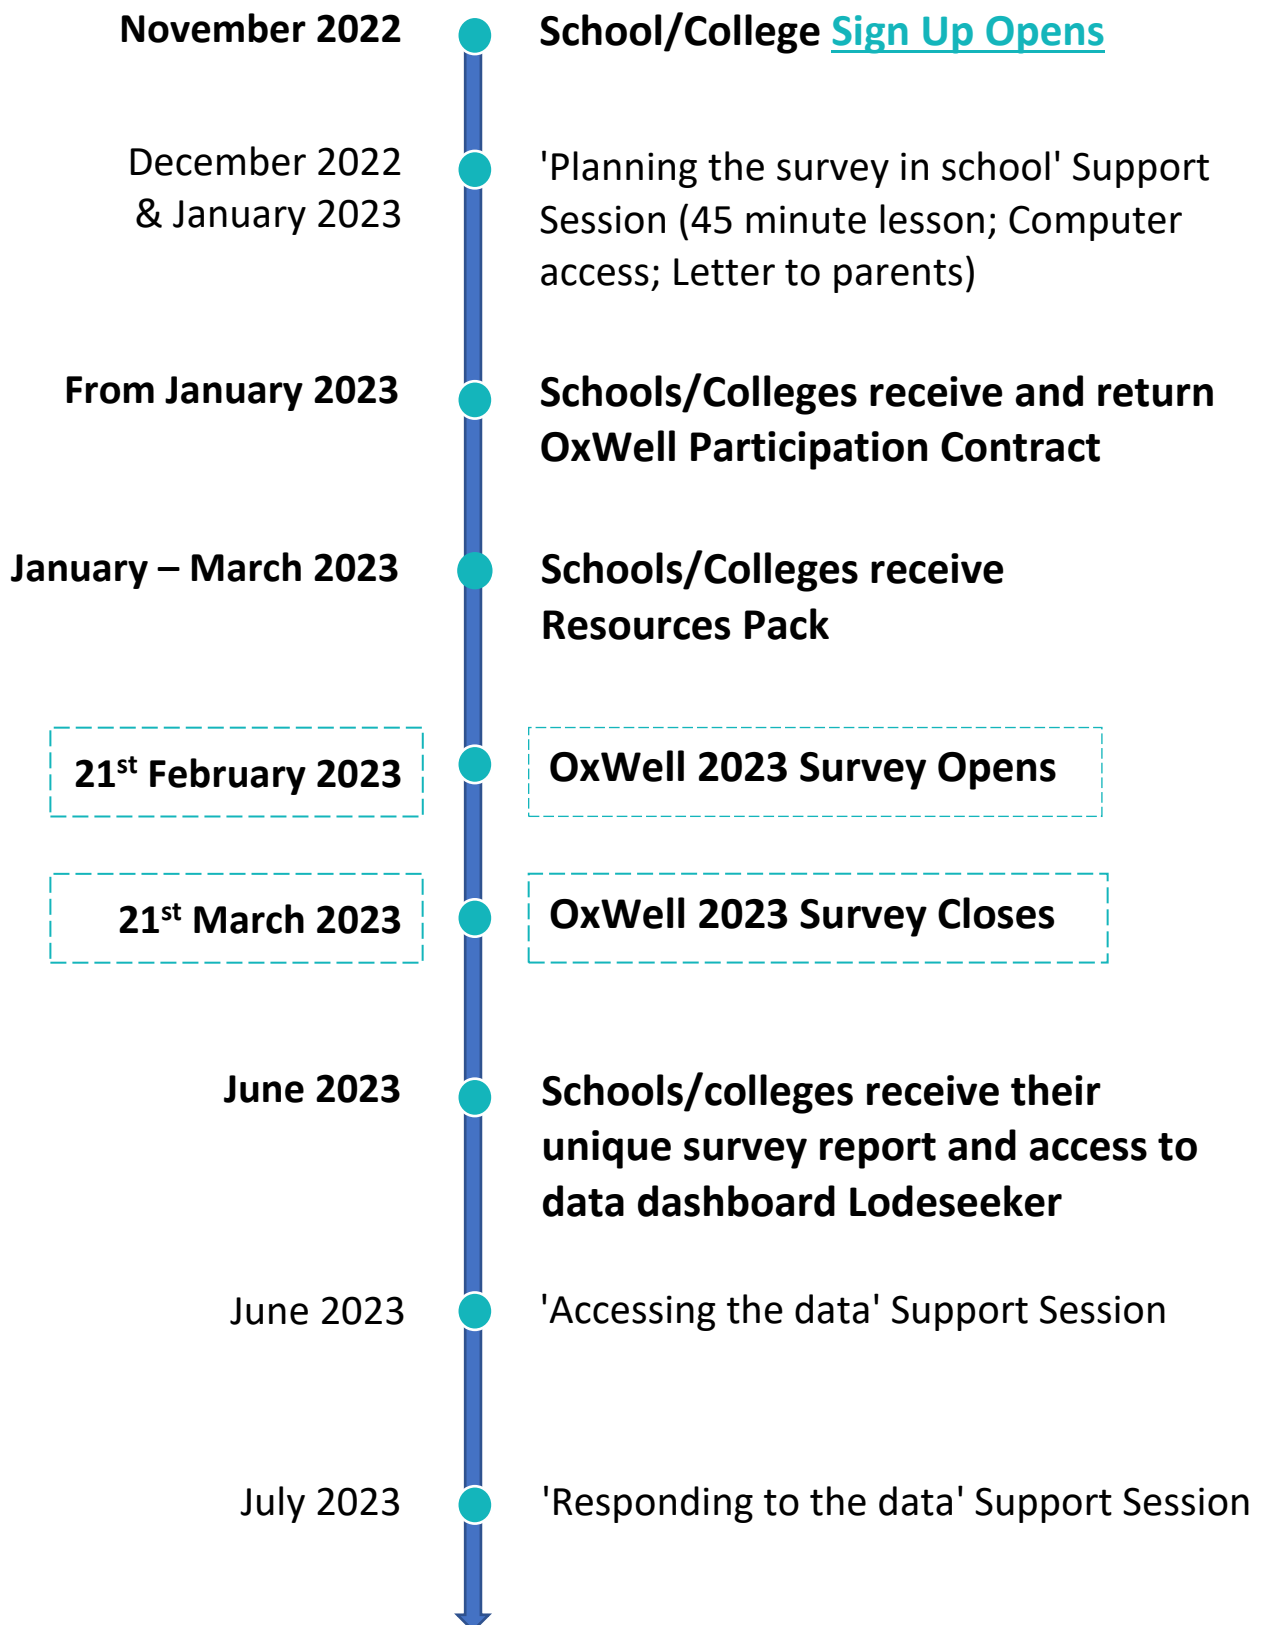 November 2022
School/College Sign Up Opens
December 2022
& January 2023
'Planning the survey in school' Support
Session (45 minute lesson; Computer
access; Letter to parents)
From January 2023
Schools/Colleges receive and return
OxWell Participation Contract
January – March 2023
Schools/Colleges receive
Resources Pack
21st February 2023
OxWell 2023 Survey Opens
21st March 2023
OxWell 2023 Survey Closes
June 2023
Schools/colleges receive their
unique survey report and access to
data dashboard Lodeseeker
June 2023
'Accessing the data' Support Session
July 2023
'Responding to the data' Support Session